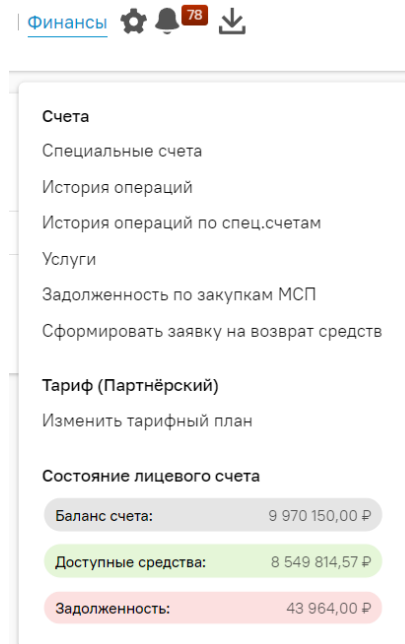 Финансы 78
Счета
Специальные счета
История операций
История операций по спец.счетам
Услуги
Задолженность по закупкам МСП
Сформировать заявку на возврат средств
Тариф (Партнёрский)
Изменить тарифный план
Состояние лицевого счета
Баланс счета: 9 970 150,00 ₽
Доступные средства: 8 549 814,57 ₽
Задолженность: 43 964,00 ₽